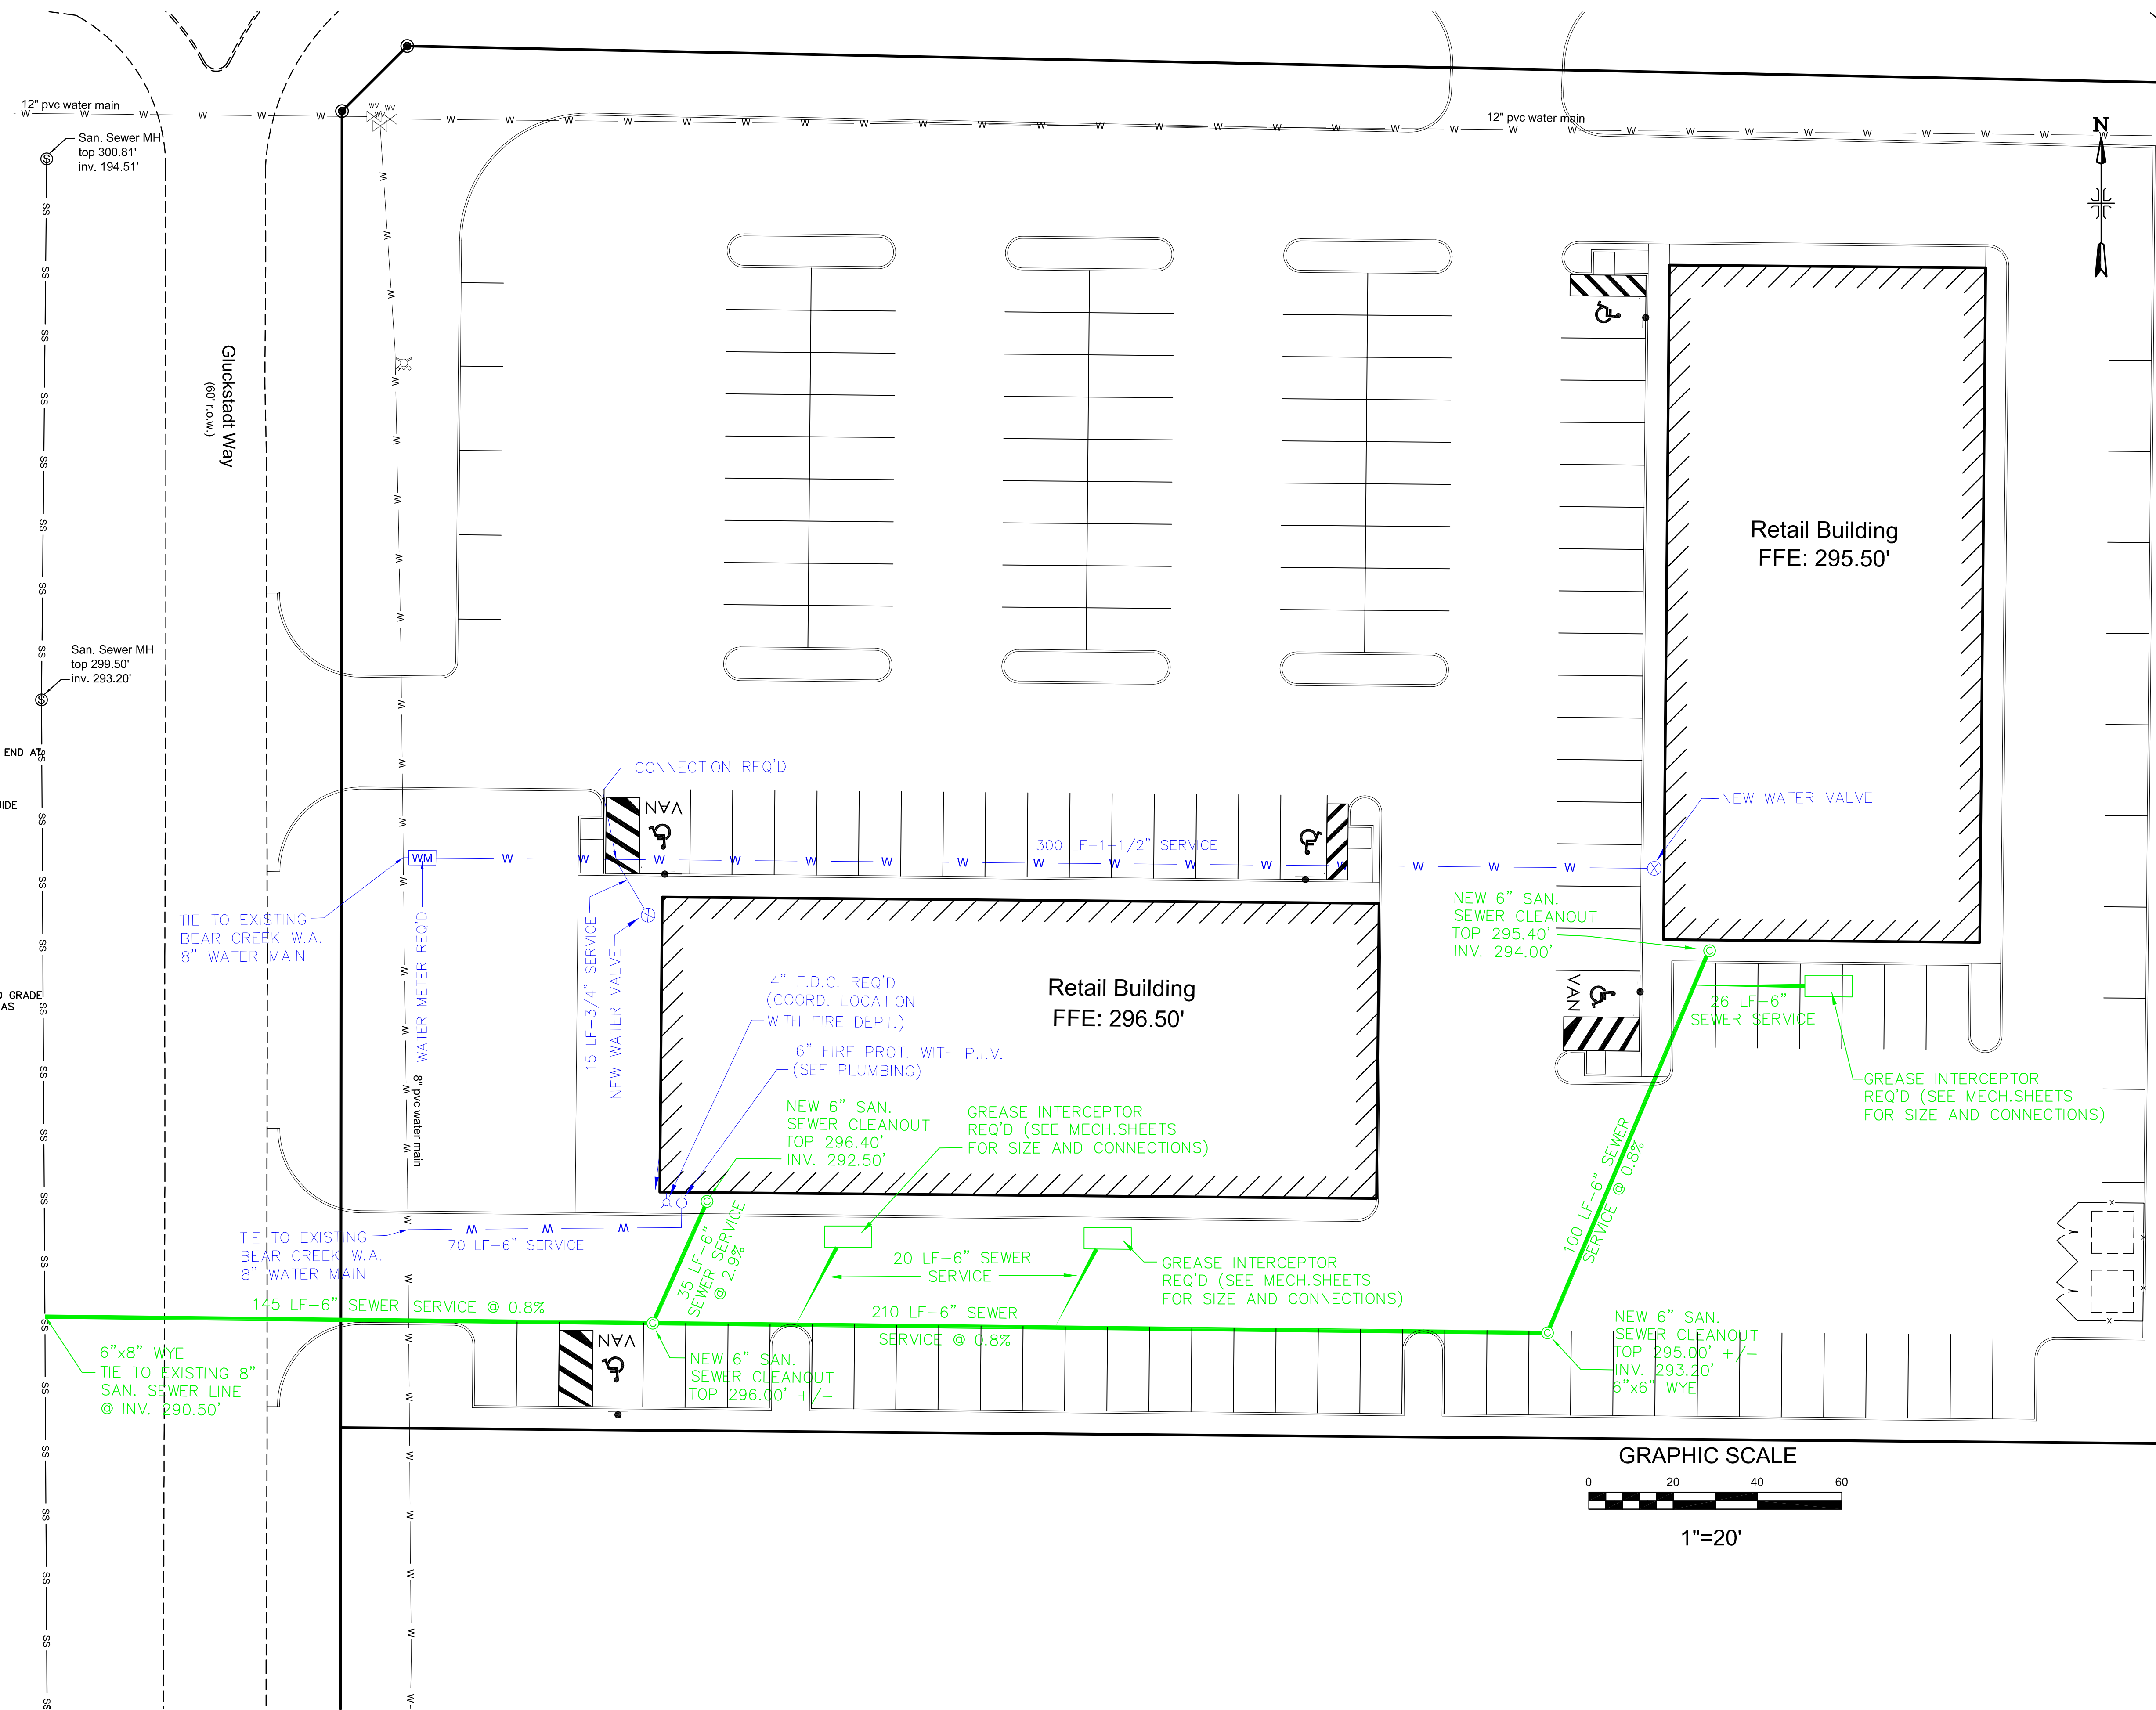 12" pvc water main
WV
WV
WV
San. Sewer MH
top 300.81'
inv. 194.51'
12" pvc water main
N
Gluckstadt Way
(60' r.o.w.)
Retail Building
FFE: 295.50'
San. Sewer MH
top 299.50'
inv. 293.20'
END AT
CONNECTION REQ'D
VAN
NEW WATER VALVE
300 LF-1-1/2" SERVICE
WM
TIE TO EXISTING
BEAR CREEK W.A.
8" WATER MAIN
WATER METER REQ'D
8" pvc water main
15 LF-3/4" SERVICE
NEW WATER VALVE
NEW 6" SAN.
SEWER CLEANOUT
TOP 295.40'
INV. 294.00'
4" F.D.C. REQ'D
(COORD. LOCATION
WITH FIRE DEPT.)
Retail Building
FFE: 296.50'
6" FIRE PROT. WITH P.I.V.
(SEE PLUMBING)
GRADE
AS
VAN
26 LF-6"
SEWER SERVICE
GREASE INTERCEPTOR
REQ'D (SEE MECH.SHEETS
FOR SIZE AND CONNECTIONS)
NEW 6" SAN.
SEWER CLEANOUT
TOP 296.40'
INV. 292.50'
GREASE INTERCEPTOR
REQ'D (SEE MECH.SHEETS
FOR SIZE AND CONNECTIONS)
100 LF-6" SEWER
SERVICE @ 0.8%
TIE TO EXISTING
BEAR CREEK W.A.
8" WATER MAIN
70 LF-6" SERVICE
35 LF-6"
SEWER SERVICE
@ 2.9%
20 LF-6" SEWER
SERVICE
GREASE INTERCEPTOR
REQ'D (SEE MECH.SHEETS
FOR SIZE AND CONNECTIONS)
145 LF-6" SEWER SERVICE @ 0.8%
210 LF-6" SEWER
SERVICE @ 0.8%
6"x8" WYE
TIE TO EXISTING 8"
SAN. SEWER LINE
@ INV. 290.50'
VAN
NEW 6" SAN.
SEWER CLEANOUT
TOP 296.00' +/-
NEW 6" SAN.
SEWER CLEANOUT
TOP 295.00' +/-
INV. 293.20'
6"x6" WYE
GRAPHIC SCALE
0 20 40 60
1"=20'